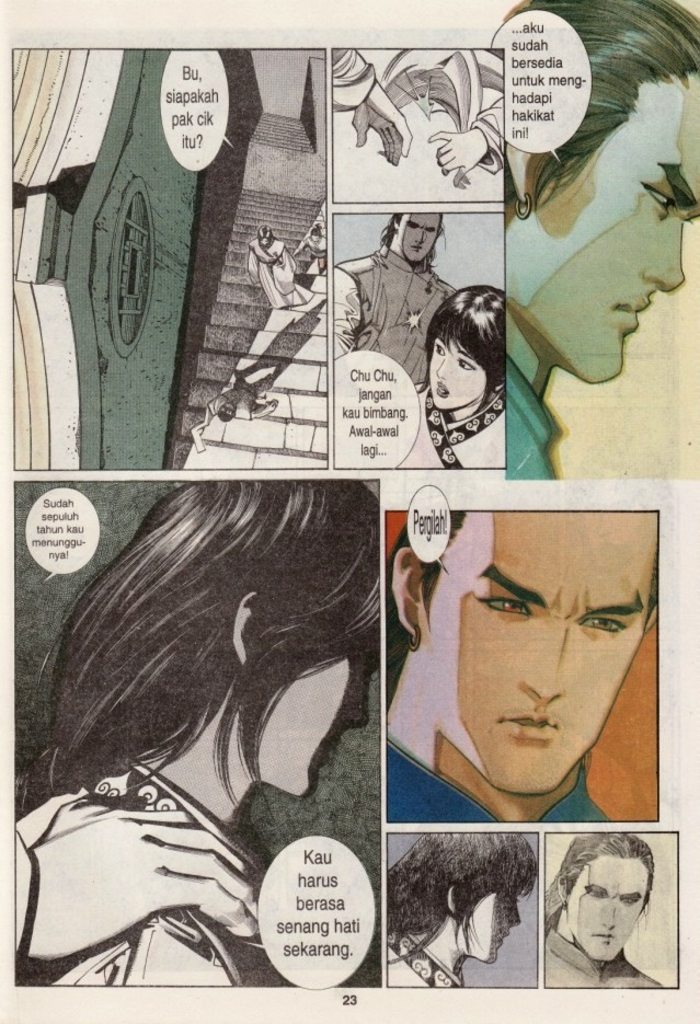 Bu,
siapakah
pak cik
itu?
Chu Chu,
jangan
kau bimbang.
Awal-awal
lagi...
...aku
sudah
bersedia
untuk meng-
hadapi
hakikat
ini!
Sudah
sepuluh
tahun kau
menunggu-
nya!
Kau
harus
berasa
senang hati
sekarang.
Pergilah!
23